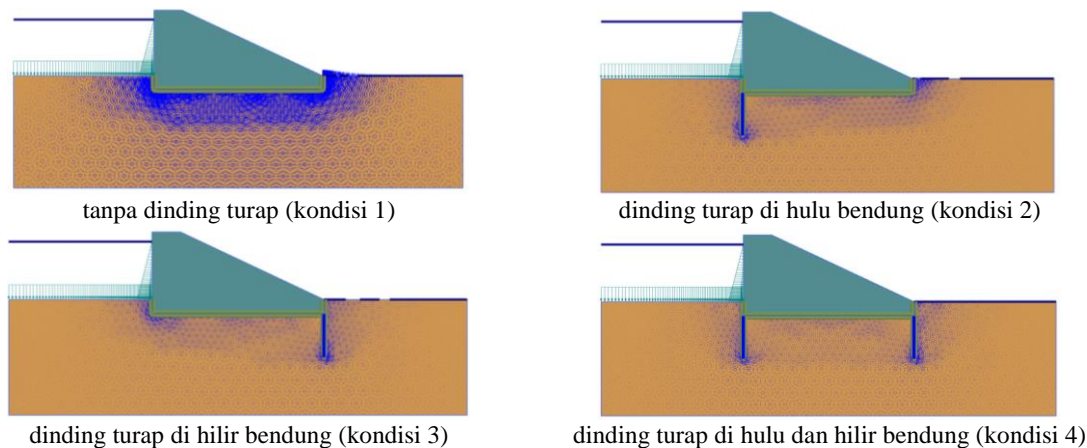 tanpa dinding turap (kondisi 1)
dinding turap di hulu bendung (kondisi 2)
dinding turap di hilir bendung (kondisi 3)
dinding turap di hulu dan hilir bendung (kondisi 4)